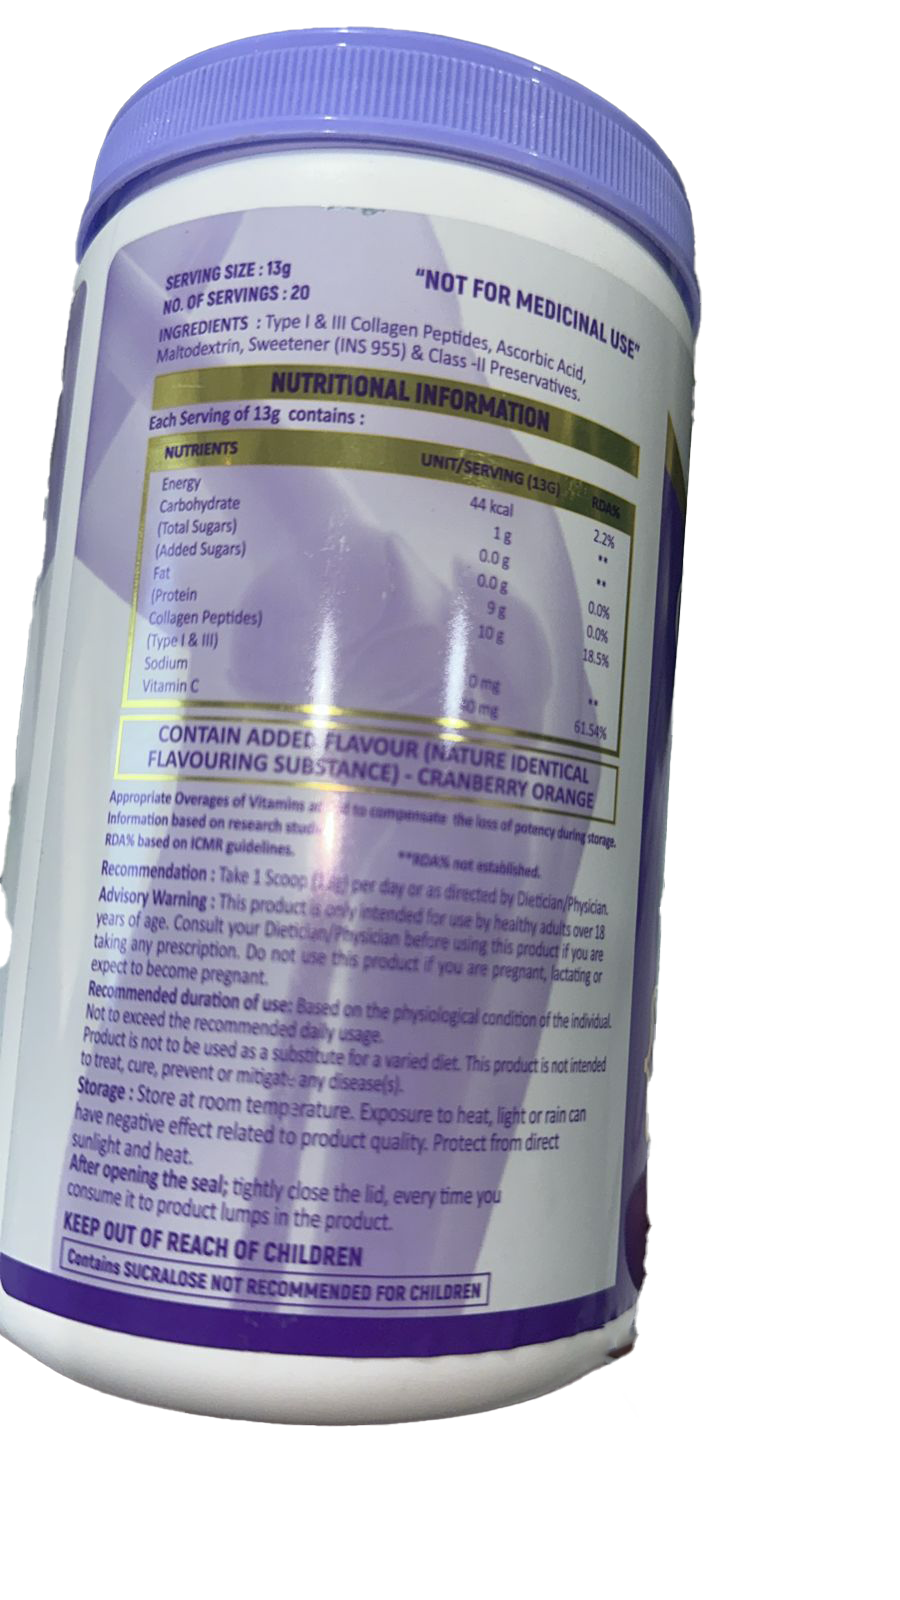 SERVING SIZE : 13g
NO. OF SERVINGS : 20
"NOT FOR MEDICINAL USE"
INGREDIENTS : Type I & III Collagen Peptides, Ascorbic Acid,
Maltodextrin, Sweetener (INS 955) & Class -II Preservatives.
NUTRITIONAL INFORMATION
Each Serving of 13g contains :
NUTRIENTS UNIT/SERVING (13G) RDA%
Energy 44 kcal 2.2%
Carbohydrate 1 g **
(Total Sugars) 0.0 g **
(Added Sugars) 0.0 g 0.0%
Fat 9 g 0.0%
(Protein 10 g 18.5%
Collagen Peptides)
(Type I & III)
Sodium 0 mg **
Vitamin C mg 61.54%
CONTAIN ADDED FLAVOUR (NATURE IDENTICAL
FLAVOURING SUBSTANCE) - CRANBERRY ORANGE
Appropriate Overages of Vitamins to compensate the loss of potency during storage.
Information based on research
RDA% based on ICMR guidelines. **RDA% not established.
Recommendation : Take 1 Scoop per day or as directed by Dietician/Physician.
Advisory Warning : This product is only intended for use by healthy adults over 18
years of age. Consult your Dietician/Physician before using this product if you are
taking any prescription. Do not use this product if you are pregnant, lactating or
expect to become pregnant.
Recommended duration of use: Based on the physiological condition of the individual.
Not to exceed the recommended daily usage.
Product is not to be used as a substitute for a varied diet. This product is not intended
to treat, cure, prevent or mitigate any disease(s).
Storage : Store at room temperature. Exposure to heat, light or rain can
have negative effect related to product quality. Protect from direct
sunlight and heat.
After opening the seal; tightly close the lid, every time you
consume it to product lumps in the product.
KEEP OUT OF REACH OF CHILDREN
Contains SUCRALOSE NOT RECOMMENDED FOR CHILDREN